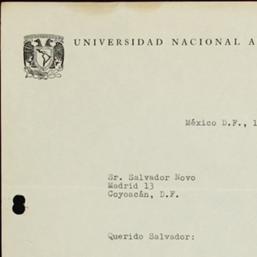 UNIVERSIDAD NACIONAL A
México D.F., 1
Sr. Salvador Novo
Madrid 13
Coyoacán, D.F.
Querido Salvador: